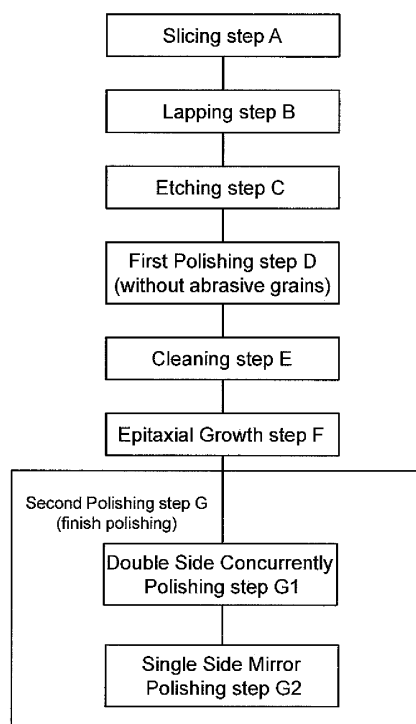 Slicing step A
Lapping step B
Etching step C
First Polishing step D
(without abrasive grains)
Cleaning step E
Epitaxial Growth step F
Second Polishing step G
(finish polishing)
Double Side Concurrently
Polishing step G1
Single Side Mirror
Polishing step G2